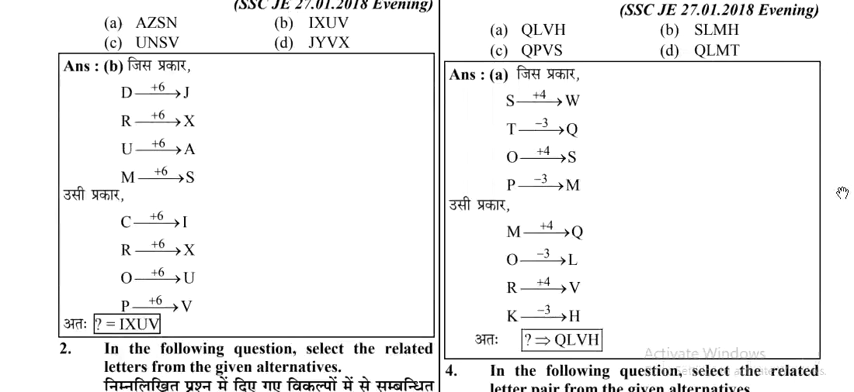 (SSC JE 27.01.2018 Evening)
(a) AZSN (b) IXUV
(c) UNSV (d) JYVX
Ans : (b) जिस प्रकार,
D +6→ J
R +6→ X
U +6→ A
M +6→ S
उसी प्रकार,
C +6→ I
R +6→ X
O +6→ U
P +6→ V
अतः ? = IXUV
2. In the following question, select the related
letters from the given alternatives.
निम्नलिखित प्रश्न में दिए गए विकल्पों में से सम्बन्धित
(SSC JE 27.01.2018 Evening)
(a) QLVH (b) SLMH
(c) QPVS (d) QLMT
Ans : (a) जिस प्रकार,
S +4→ W
T −3→ Q
O +4→ S
P −3→ M
उसी प्रकार,
M +4→ Q
O −3→ L
R +4→ V
K −3→ H
अतः ? ⇒ QLVH
Activate Windows
4. In the following question, select the related
letter pair from the given alternatives